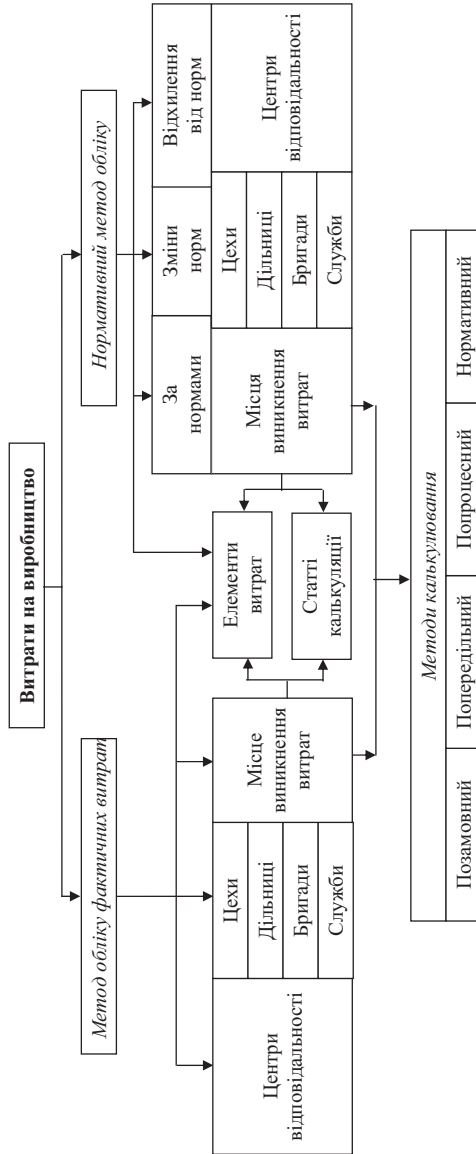 Витрати на виробництво
Метод обліку фактичних витрат
Нормативний метод обліку
Центри
відповідальності
Цехи
Дільниці
Бригади
Служби
Місце
виникнення
витрат
Елементи
витрат
Статті
калькуляції
За
нормами
Зміни
норм
Відхилення
від норм
Місця
виникнення
витрат
Цехи
Дільниці
Бригади
Служби
Центри
відповідальності
Методи калькулювання
Позамовний
Попередільний
Попроцесний
Нормативний